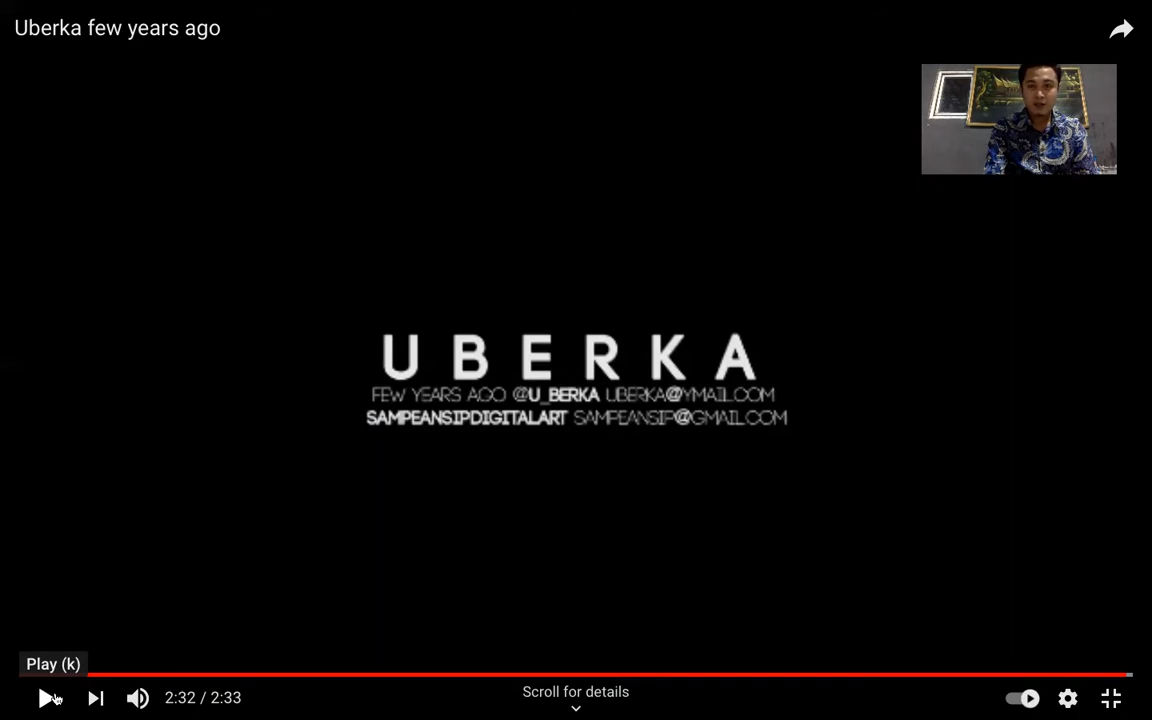 Uberka few years ago
UBERKA
FEW YEARS AGO @U_BERKA UBERKA@YMAIL.COM
SAMPEANSIPDIGITALART SAMPEANSIP@GMAIL.COM
Play (k)
2:32 / 2:33
Scroll for details